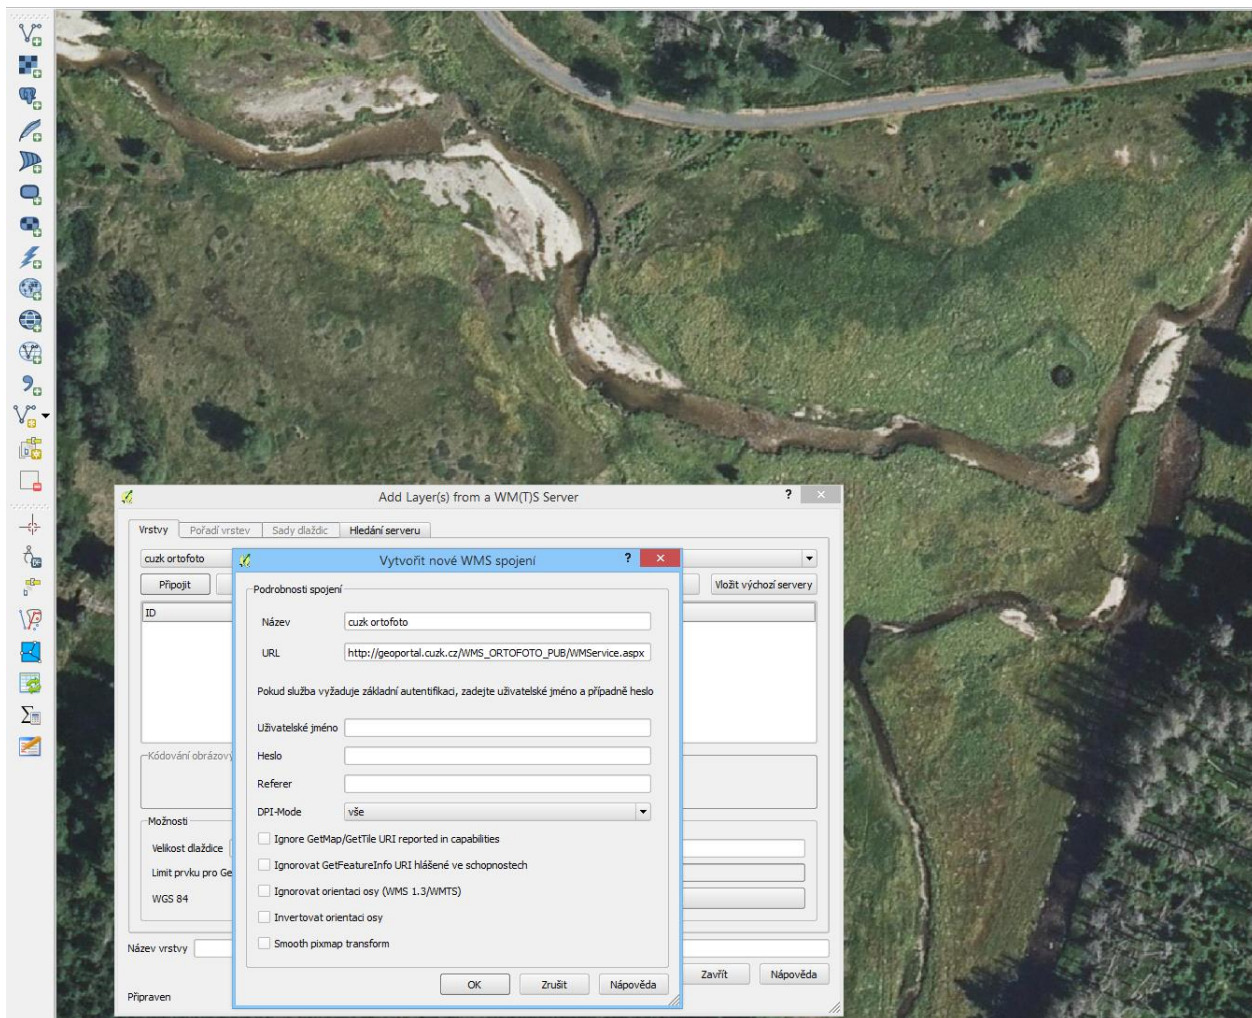 Add Layer(s) from a WM(T)S Server
?
Vrstvy Pořadí vrstev Sady dlaždic Hledání serveru
cuzk ortofoto
Připojit
Vložit výchozí servery
ID
Kódování obrázový
Možnosti
Velikost dlaždice
Limit prvku pro Ge
WGS 84
Název vrstvy
Zavřít Nápověda
Připraven
Vytvořit nové WMS spojení
?
Podrobnosti spojení
Název cuzk ortofoto
URL http://geoportal.cuzk.cz/WMS_ORTOFOTO_PUB/WMService.aspx
Pokud služba vyžaduje základní autentifikaci, zadejte uživatelské jméno a případně heslo
Uživatelské jméno
Heslo
Referer
DPI-Mode vše
Ignore GetMap/GetTile URI reported in capabilities
Ignorovat GetFeatureInfo URI hlášené ve schopnostech
Ignorovat orientaci osy (WMS 1.3/WMTS)
Invertovat orientaci osy
Smooth pixmap transform
OK Zrušit Nápověda